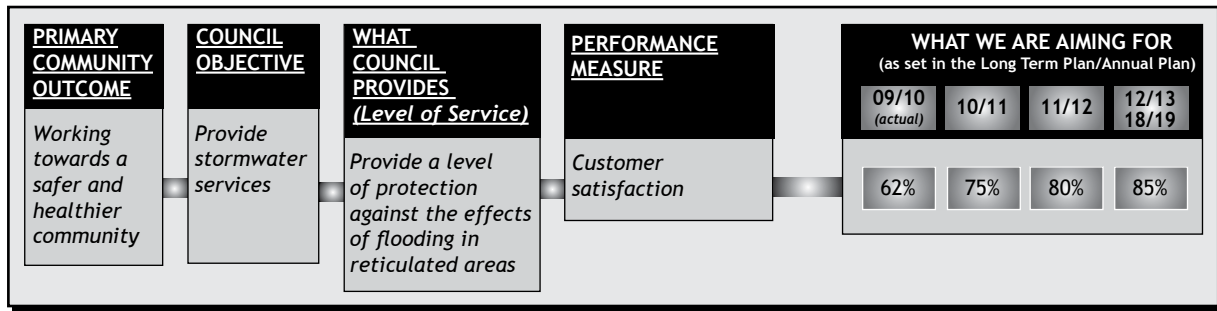 PRIMARY
COMMUNITY
OUTCOME
Working
towards a
safer and
healthier
community
COUNCIL
OBJECTIVE
Provide
stormwater
services
WHAT
COUNCIL
PROVIDES
(Level of Service)
Provide a level
of protection
against the effects
of flooding in
reticulated areas
PERFORMANCE
MEASURE
Customer
satisfaction
WHAT WE ARE AIMING FOR
(as set in the Long Term Plan/Annual Plan)
09/10
(actual)
10/11
11/12
12/13
18/19
62%
75%
80%
85%